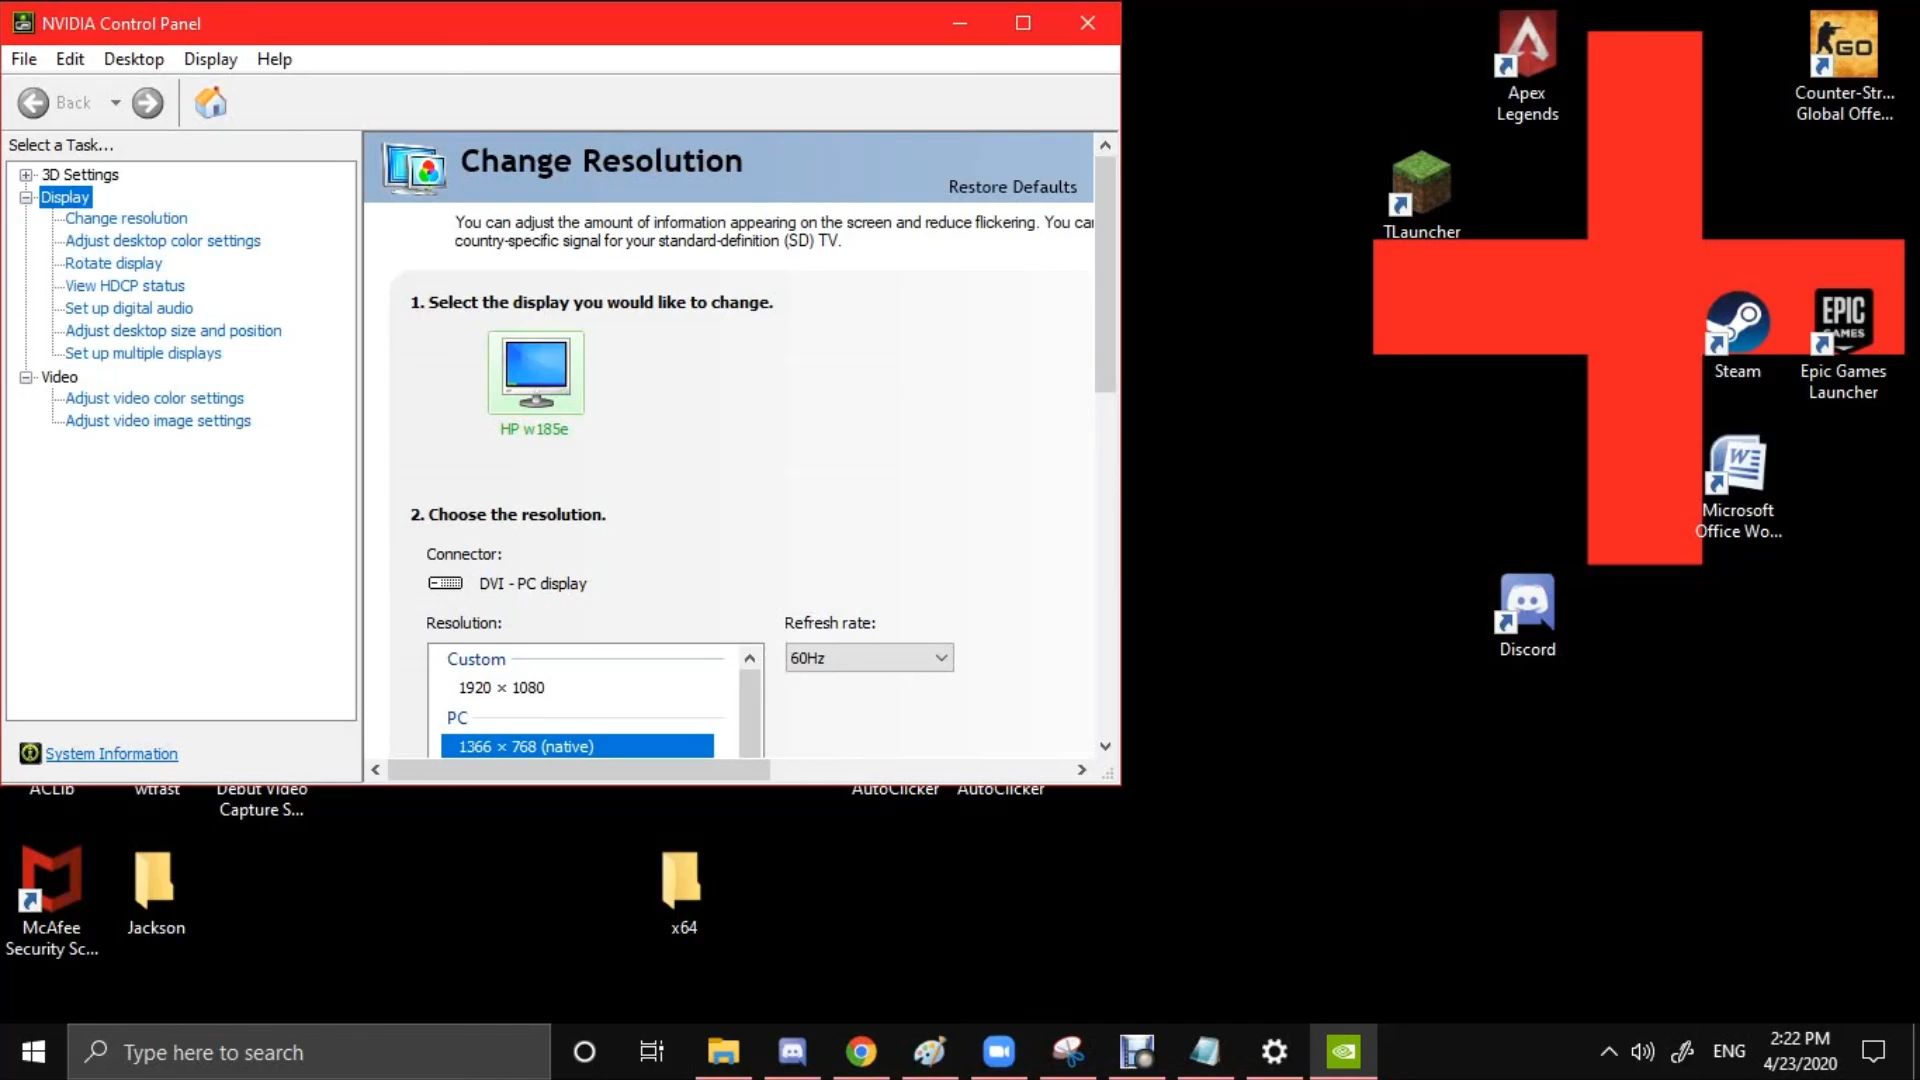 NVIDIA Control Panel
File Edit Desktop Display Help
Back
Select a Task...
3D Settings
Display
Change resolution
Adjust desktop color settings
Rotate display
View HDCP status
Set up digital audio
Adjust desktop size and position
Set up multiple displays
Video
Adjust video color settings
Adjust video image settings
System Information
Change Resolution
Restore Defaults
You can adjust the amount of information appearing on the screen and reduce flickering. You ca
country-specific signal for your standard-definition (SD) TV.
1. Select the display you would like to change.
HP w185e
2. Choose the resolution.
Connector:
DVI - PC display
Resolution:
Refresh rate:
Custom
60Hz
1920 × 1080
PC
1366 × 768 (native)
Apex
Legends
GO
Counter-Str...
Global Offe...
TLauncher
Steam
EPIC
GAMES
Epic Games
Launcher
W
Microsoft
Office Wo...
Discord
ACLib
wtfast
Debut Video
Capture S...
AutoClicker
AutoClicker
McAfee
Security Sc...
Jackson
x64
Type here to search
ENG
2:22 PM
4/23/2020